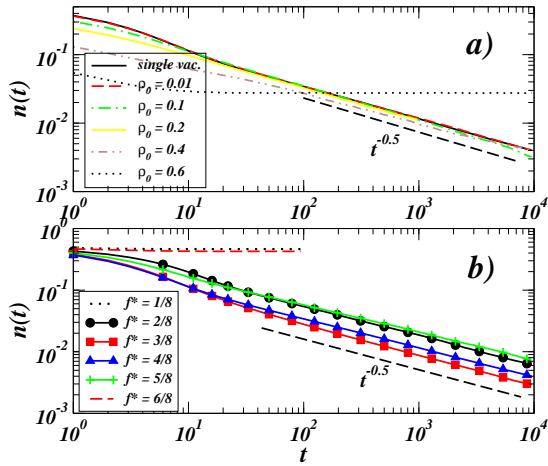 10^-1
10^-2
10^-3
n(t)
a)
single vac.
ρ0 = 0.01
ρ0 = 0.1
ρ0 = 0.2
ρ0 = 0.4
ρ0 = 0.6
t^-0.5
10^0 10^1 10^2 10^3 10^4
10^0
10^-1
10^-2
10^-3
n(t)
b)
f* = 1/8
f* = 2/8
f* = 3/8
f* = 4/8
f* = 5/8
f* = 6/8
t^-0.5
10^0 10^1 10^2 10^3 10^4
t